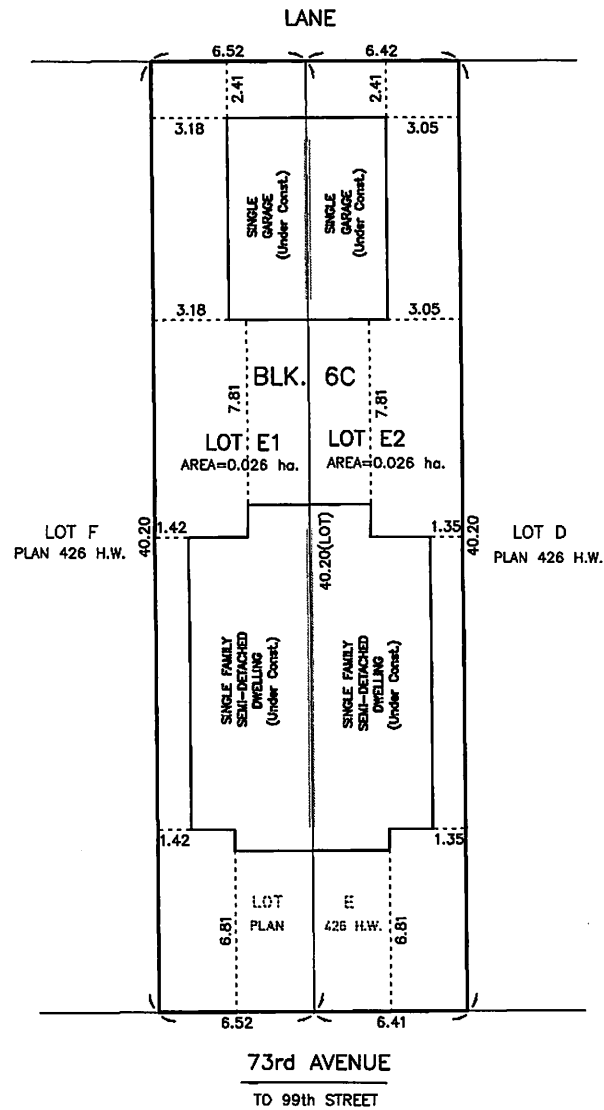 LANE
6.52 6.42
2.41 2.41
3.18 3.05
SINGLE
GARAGE
(Under Const.)
SINGLE
GARAGE
(Under Const.)
3.18 3.05
7.81 7.81
BLK. 6C
LOT E1
AREA=0.026 ha.
LOT E2
AREA=0.026 ha.
LOT F
PLAN 426 H.W.
40.20
1.42
40.20(LOT)
1.35
40.20
LOT D
PLAN 426 H.W.
SINGLE FAMILY
SEMI-DETACHED
DWELLING
(Under Const.)
SINGLE FAMILY
SEMI-DETACHED
DWELLING
(Under Const.)
1.42 1.35
LOT E
PLAN 426 H.W.
6.81 6.81
6.52 6.41
73rd AVENUE
TO 99th STREET